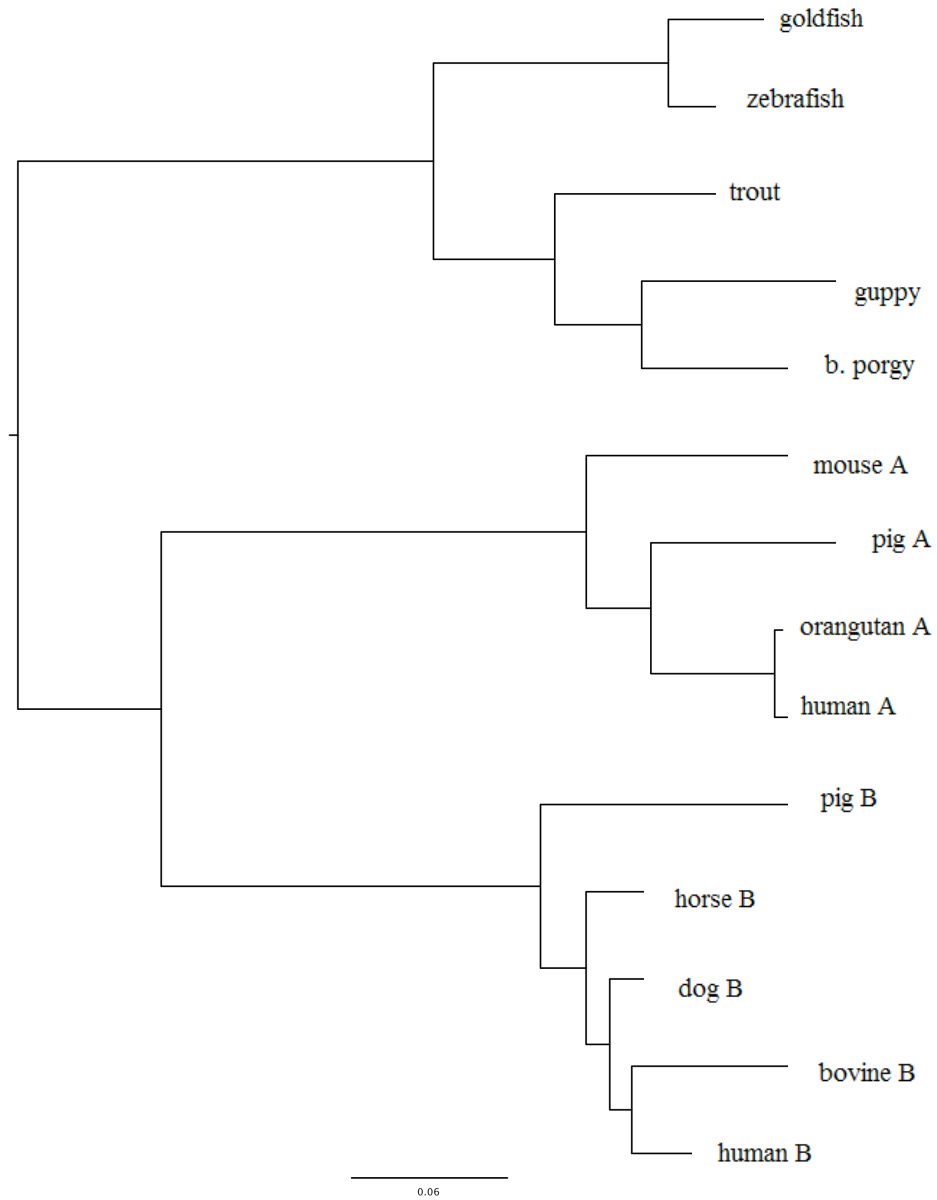 goldfish
zebrafish
trout
guppy
b. porgy
mouse A
pig A
orangutan A
human A
pig B
horse B
dog B
bovine B
human B
0.06